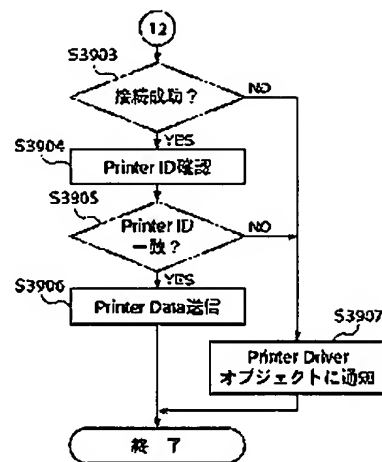 12
S3903
接続成功?
NO
YES
S3904
Printer ID確認
S3905
Printer ID
一致?
NO
YES
S3906
Printer Data送信
S3907
Printer Driver
オブジェクトに通知
終 了